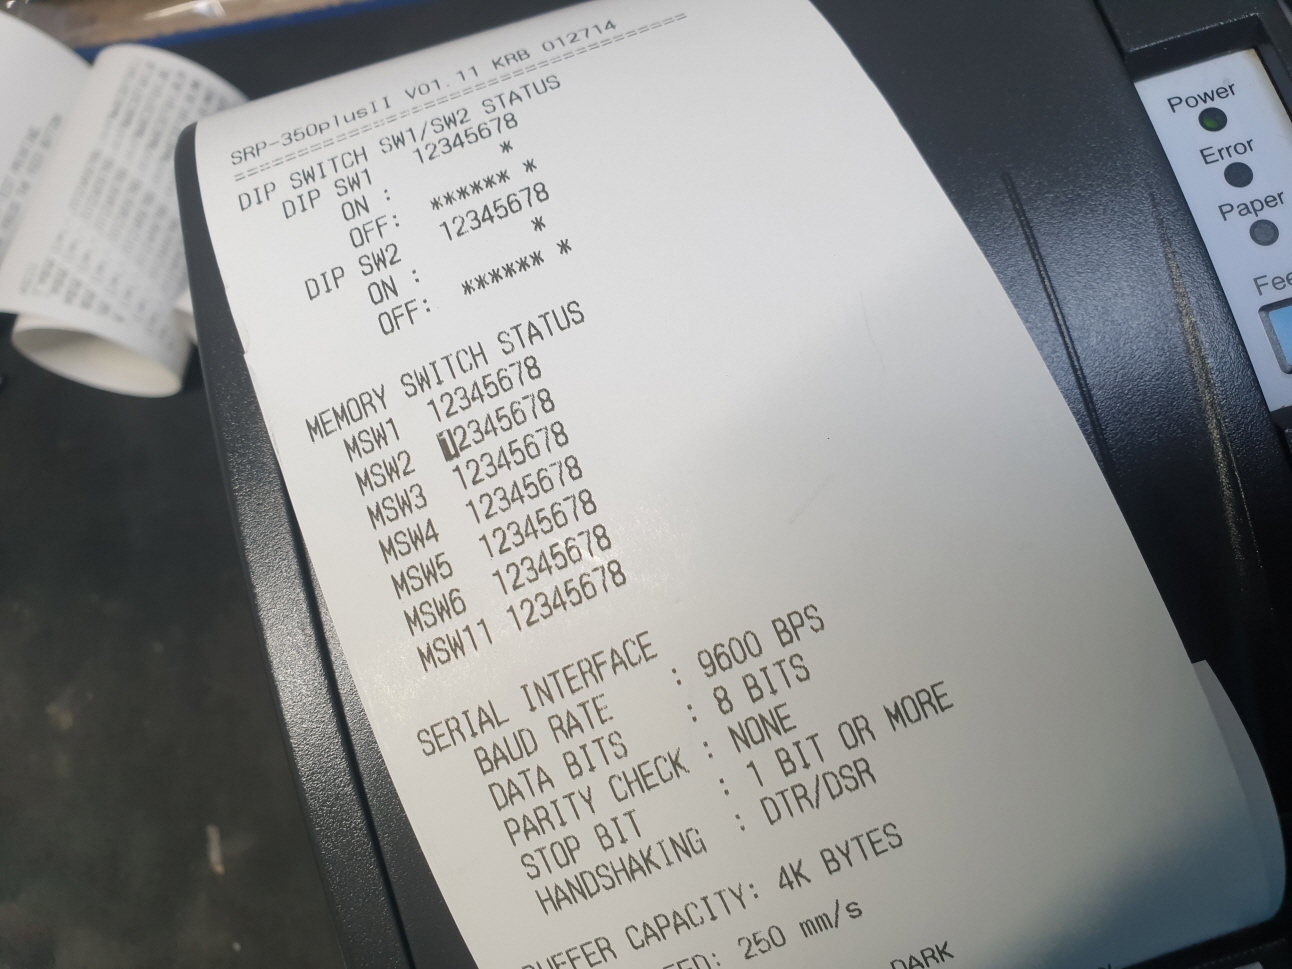 SRP-350plusII V01.11 KRB 012714
========================================
DIP SWITCH SW1/SW2 STATUS
DIP SW1 12345678
ON : *
OFF: ****** *
DIP SW2 12345678
ON : *
OFF: ****** *
MEMORY SWITCH STATUS
MSW1 12345678
MSW2 12345678
MSW3 12345678
MSW4 12345678
MSW5 12345678
MSW6 12345678
MSW11 12345678
SERIAL INTERFACE
BAUD RATE : 9600 BPS
DATA BITS : 8 BITS
PARITY CHECK : NONE
STOP BIT : 1 BIT OR MORE
HANDSHAKING : DTR/DSR
BUFFER CAPACITY: 4K BYTES
250 mm/s
DARK
Power
Error
Paper